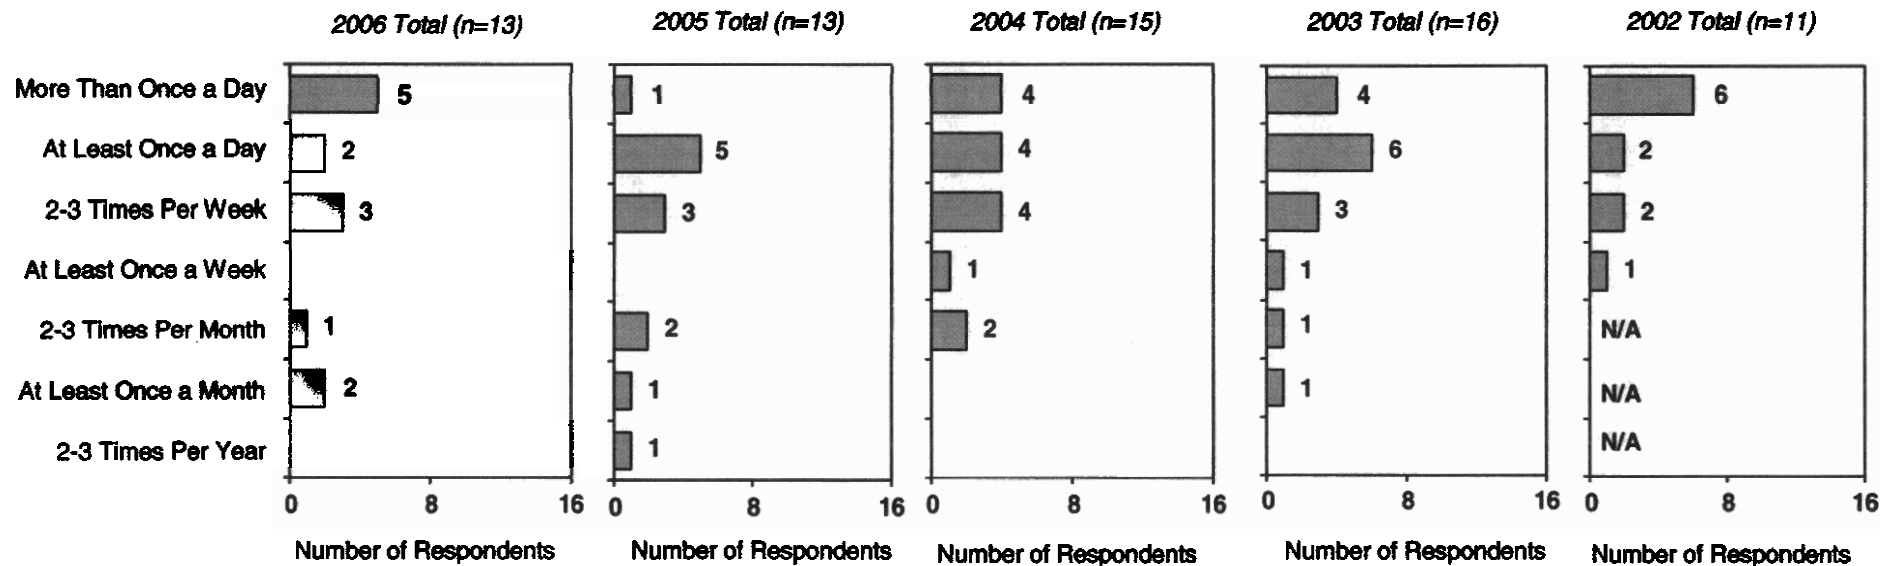 2006 Total (n=13) 2005 Total (n=13) 2004 Total (n=15) 2003 Total (n=16) 2002 Total (n=11)
More Than Once a Day 5 1 4 4 6
At Least Once a Day 2 5 4 6 2
2-3 Times Per Week 3 3 4 3 2
At Least Once a Week 1 1 1
2-3 Times Per Month 1 2 2 1 N/A
At Least Once a Month 2 1 1 N/A
2-3 Times Per Year 1 N/A
0 8 16 0 8 16 0 8 16 0 8 16 0 8 16
Number of Respondents Number of Respondents Number of Respondents Number of Respondents Number of Respondents